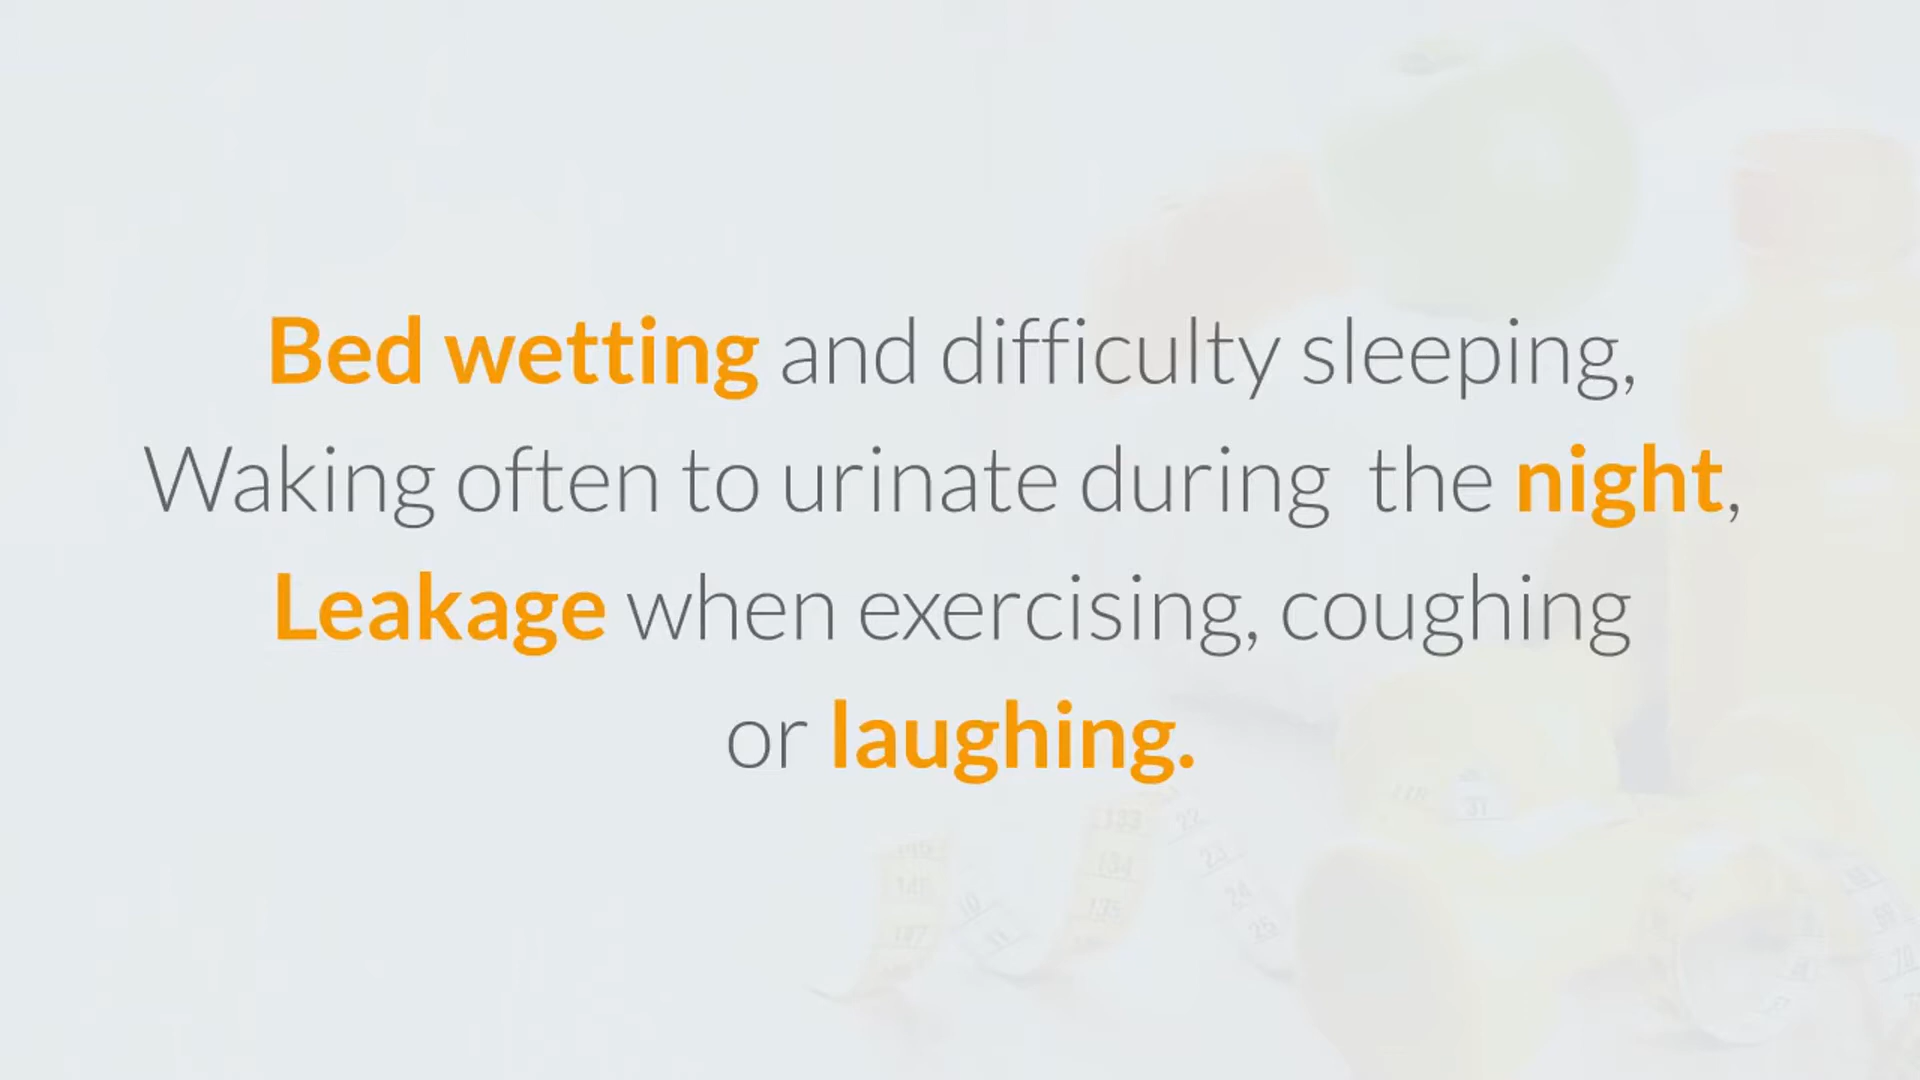 Bed wetting and difficulty sleeping,
Waking often to urinate during  the night,
Leakage when exercising, coughing
or laughing.